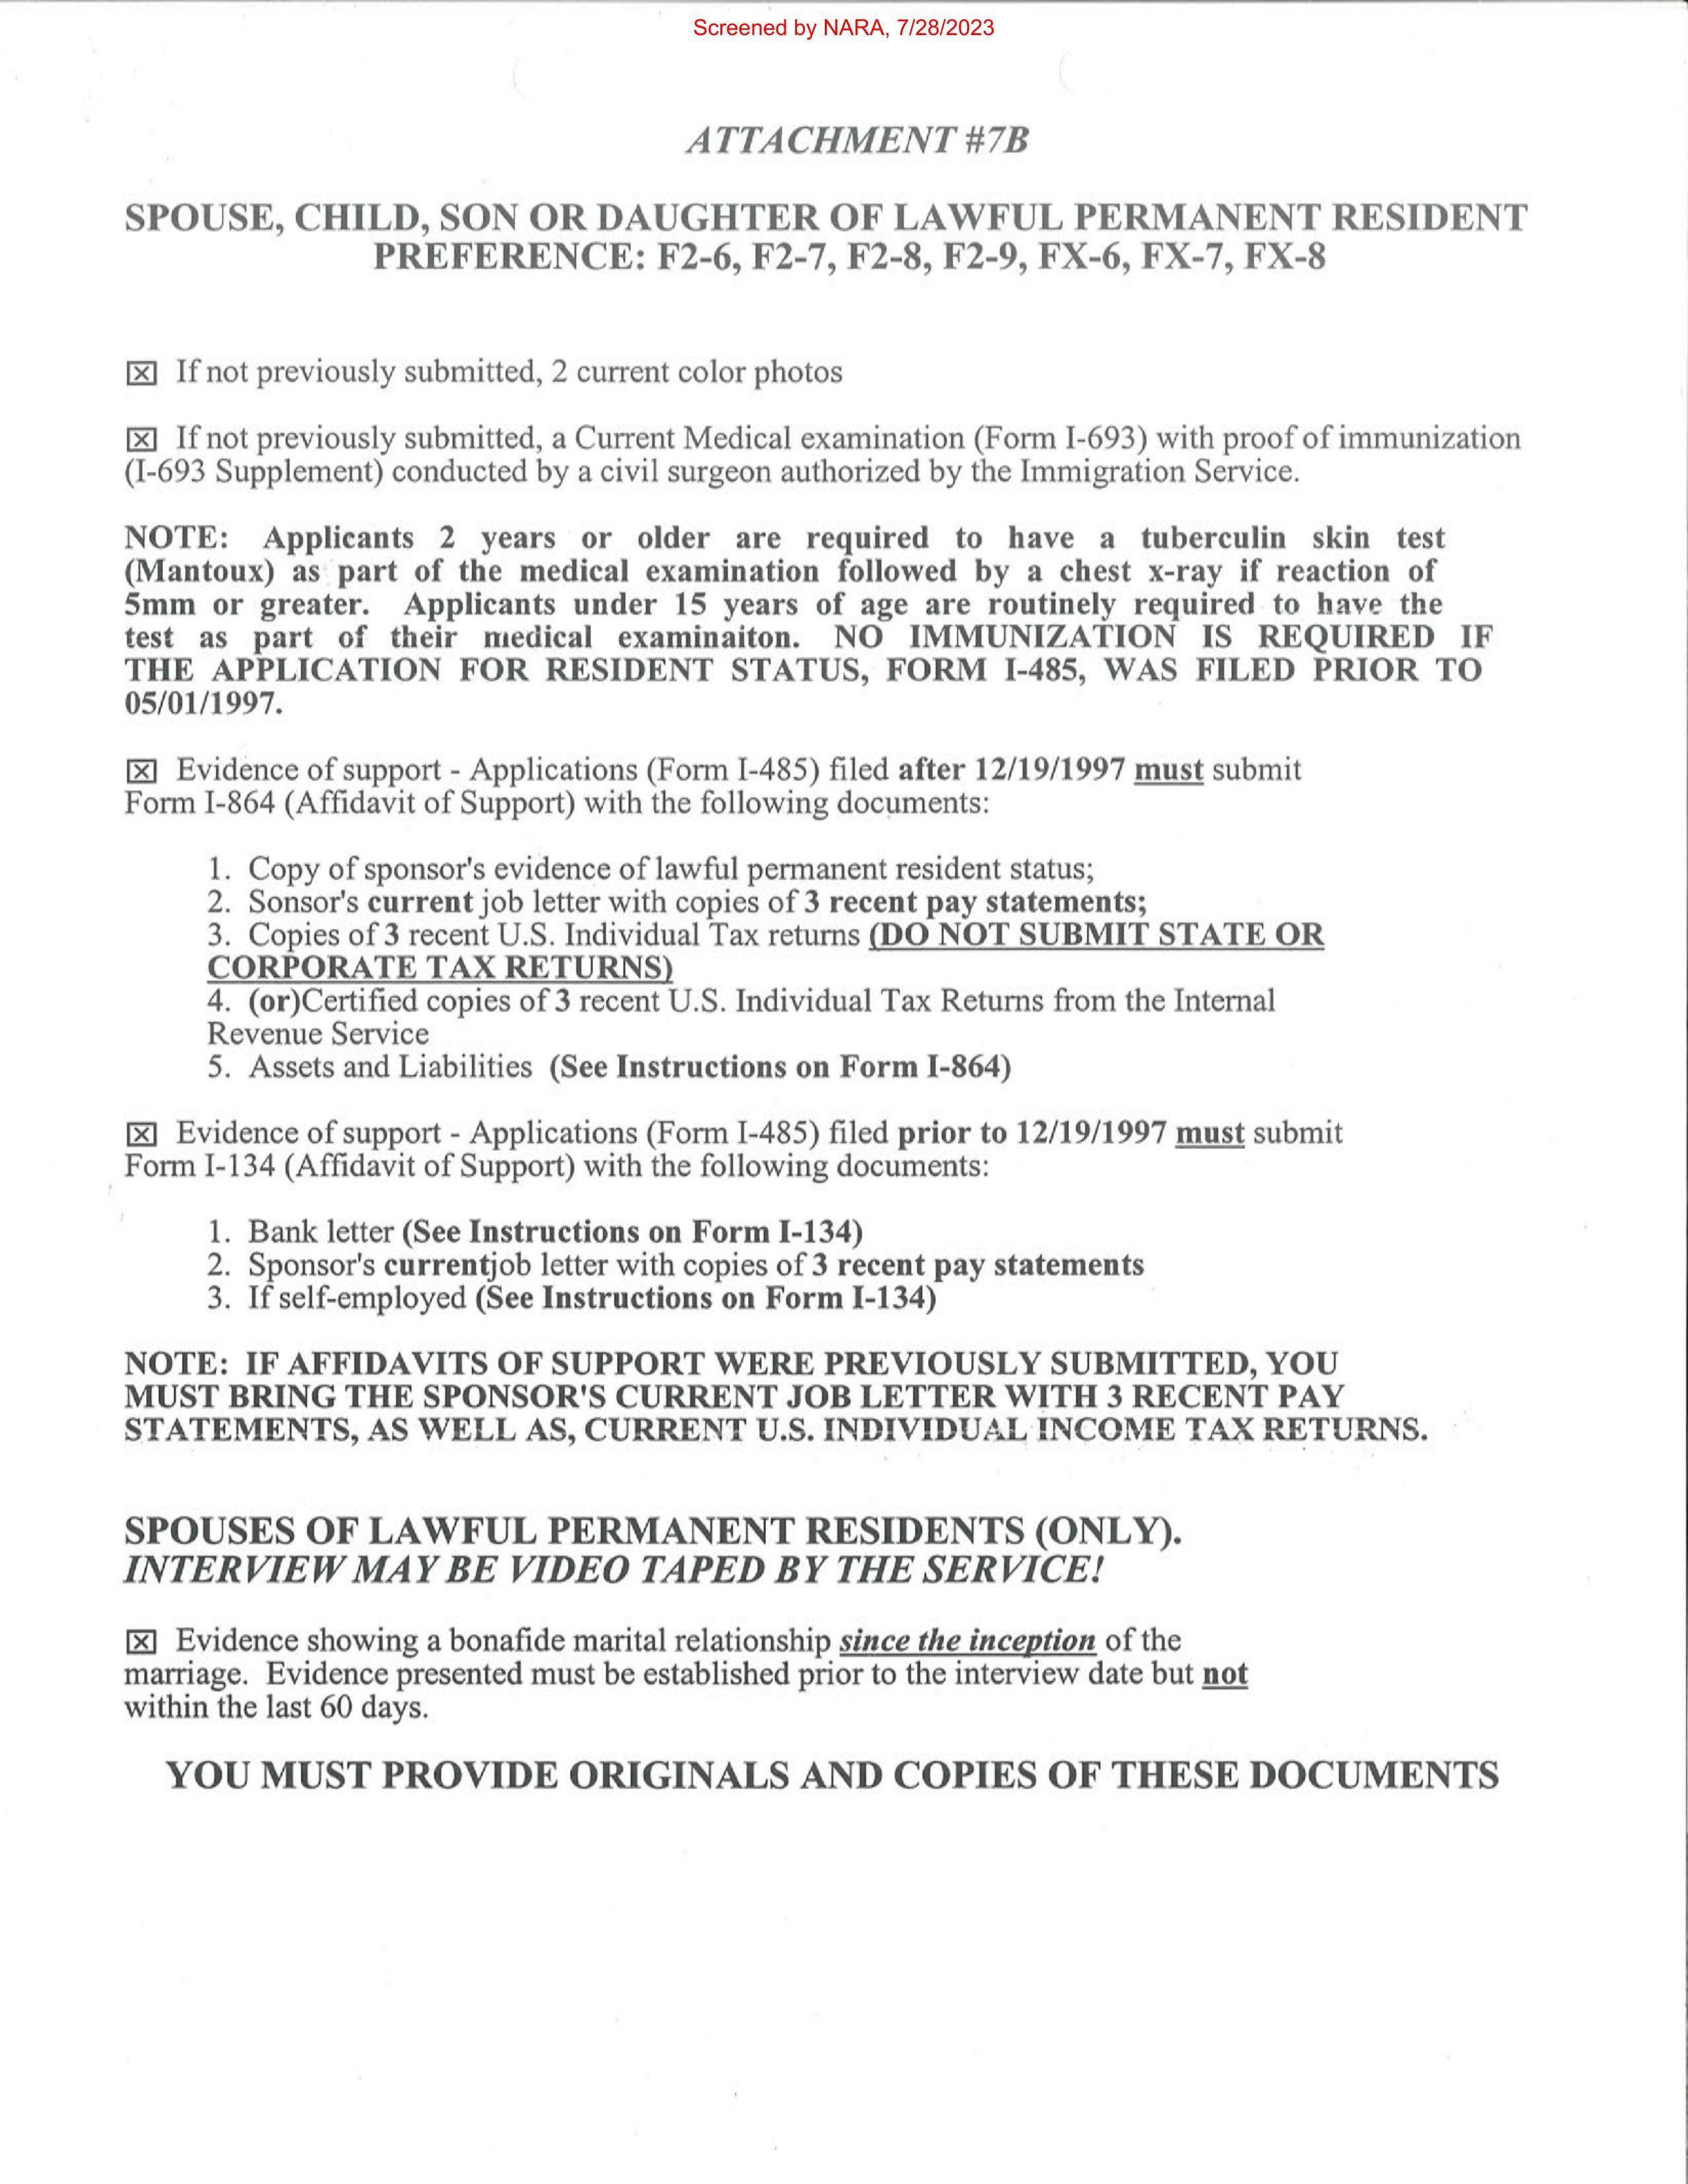 Screened by NARA, 7/28/2023
ATTACHMENT #7B
SPOUSE, CHILD, SON OR DAUGHTER OF LAWFUL PERMANENT RESIDENT
PREFERENCE: F2-6, F2-7, F2-8, F2-9, FX-6, FX-7, FX-8
☒ If not previously submitted, 2 current color photos
☒ If not previously submitted, a Current Medical examination (Form I-693) with proof of immunization
(I-693 Supplement) conducted by a civil surgeon authorized by the Immigration Service.
NOTE: Applicants 2 years or older are required to have a tuberculin skin test
(Mantoux) as part of the medical examination followed by a chest x-ray if reaction of
5mm or greater. Applicants under 15 years of age are routinely required to have the
test as part of their medical examinaiton. NO IMMUNIZATION IS REQUIRED IF
THE APPLICATION FOR RESIDENT STATUS, FORM I-485, WAS FILED PRIOR TO
05/01/1997.
☒ Evidence of support - Applications (Form I-485) filed after 12/19/1997 must submit
Form I-864 (Affidavit of Support) with the following documents:
1. Copy of sponsor's evidence of lawful permanent resident status;
2. Sonsor's current job letter with copies of 3 recent pay statements;
3. Copies of 3 recent U.S. Individual Tax returns (DO NOT SUBMIT STATE OR
CORPORATE TAX RETURNS)
4. (or)Certified copies of 3 recent U.S. Individual Tax Returns from the Internal
Revenue Service
5. Assets and Liabilities (See Instructions on Form I-864)
☒ Evidence of support - Applications (Form I-485) filed prior to 12/19/1997 must submit
Form I-134 (Affidavit of Support) with the following documents:
1. Bank letter (See Instructions on Form I-134)
2. Sponsor's currentjob letter with copies of 3 recent pay statements
3. If self-employed (See Instructions on Form I-134)
NOTE: IF AFFIDAVITS OF SUPPORT WERE PREVIOUSLY SUBMITTED, YOU
MUST BRING THE SPONSOR'S CURRENT JOB LETTER WITH 3 RECENT PAY
STATEMENTS, AS WELL AS, CURRENT U.S. INDIVIDUAL INCOME TAX RETURNS.
SPOUSES OF LAWFUL PERMANENT RESIDENTS (ONLY).
INTERVIEW MAY BE VIDEO TAPED BY THE SERVICE!
☒ Evidence showing a bonafide marital relationship since the inception of the
marriage. Evidence presented must be established prior to the interview date but not
within the last 60 days.
YOU MUST PROVIDE ORIGINALS AND COPIES OF THESE DOCUMENTS